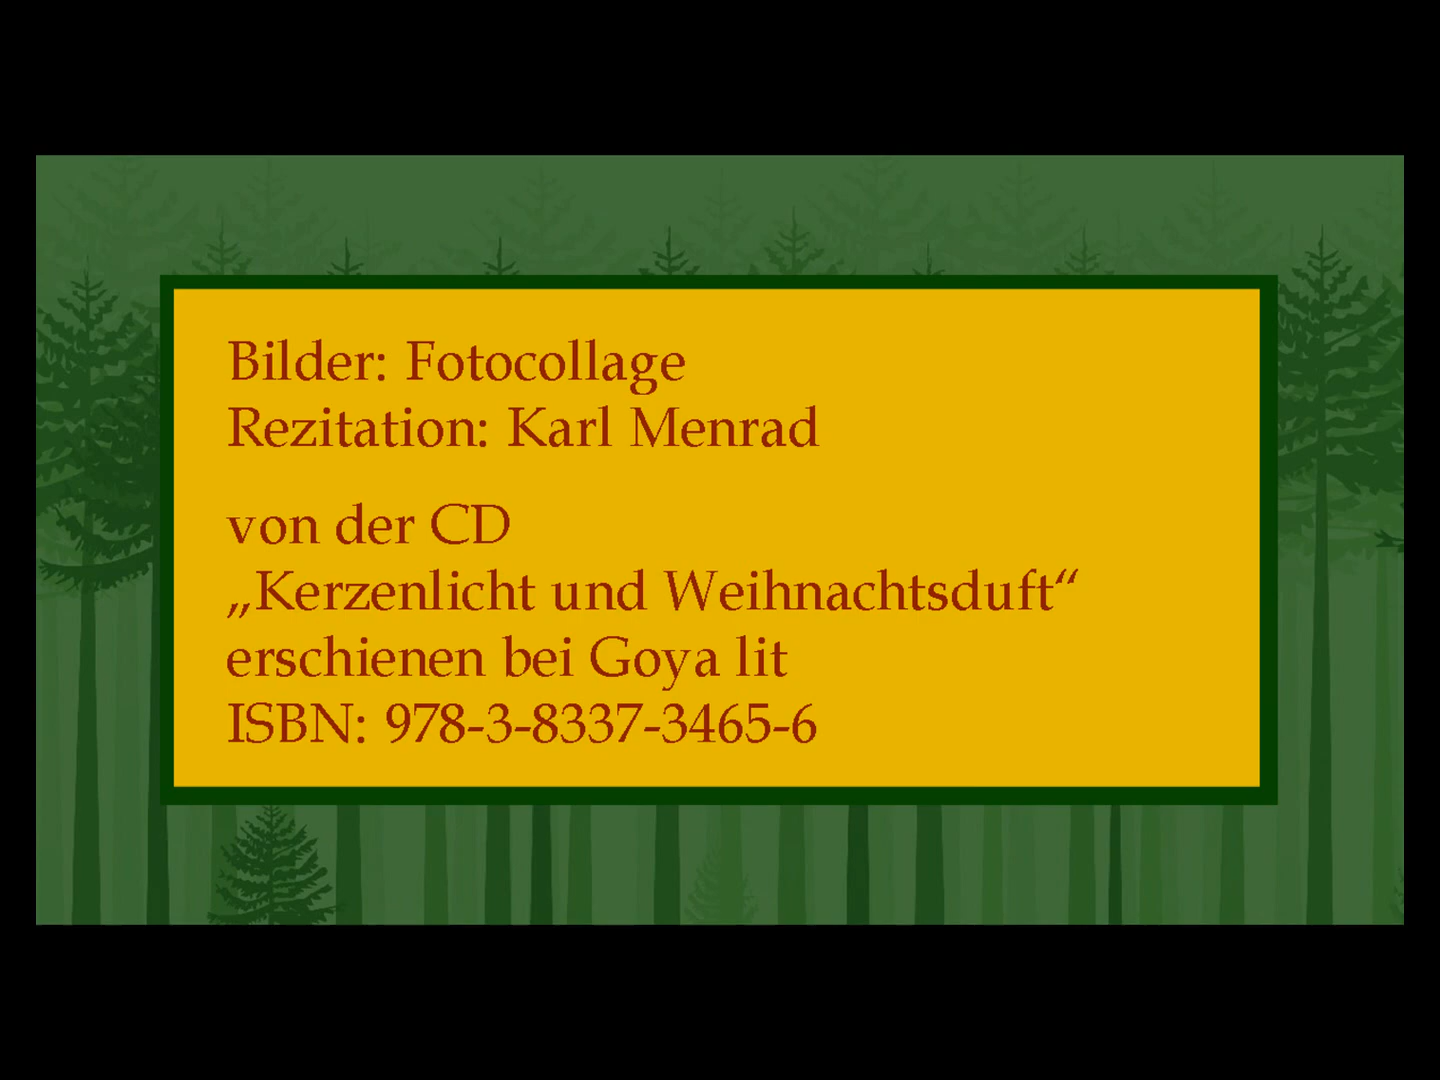 Bilder: Fotocollage
Rezitation: Karl Menrad
von der CD
„Kerzenlicht und Weihnachtsduft“
erschienen bei Goya lit
ISBN: 978-3-8337-3465-6